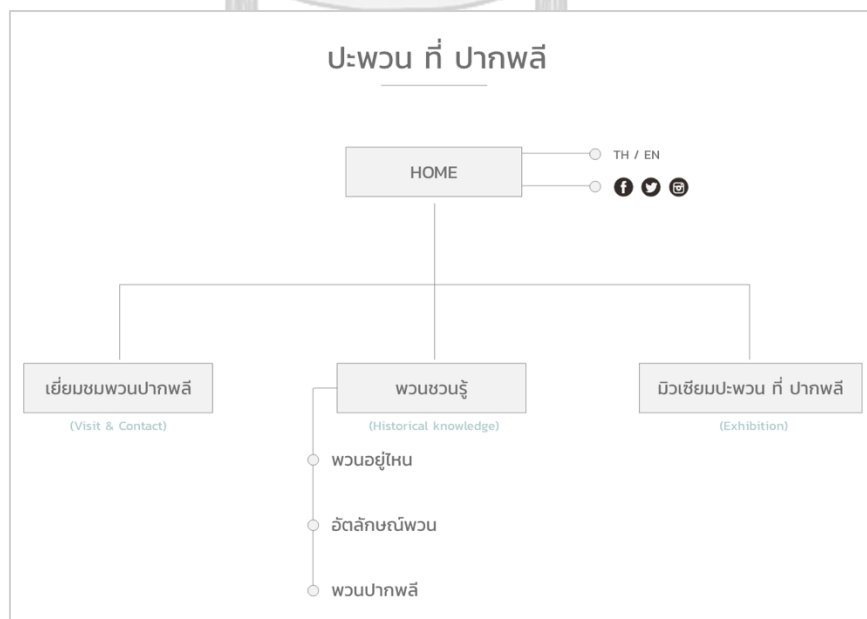 ปะพวน ที่ ปากพลี
HOME
TH / EN
เยี่ยมชมพวนปากพลี
(Visit & Contact)
พวนชวนรู้
(Historical knowledge)
พวนอยู่ไหน
อัตลักษณ์พวน
พวนปากพลี
มิวเซียมปะพวน ที่ ปากพลี
(Exhibition)